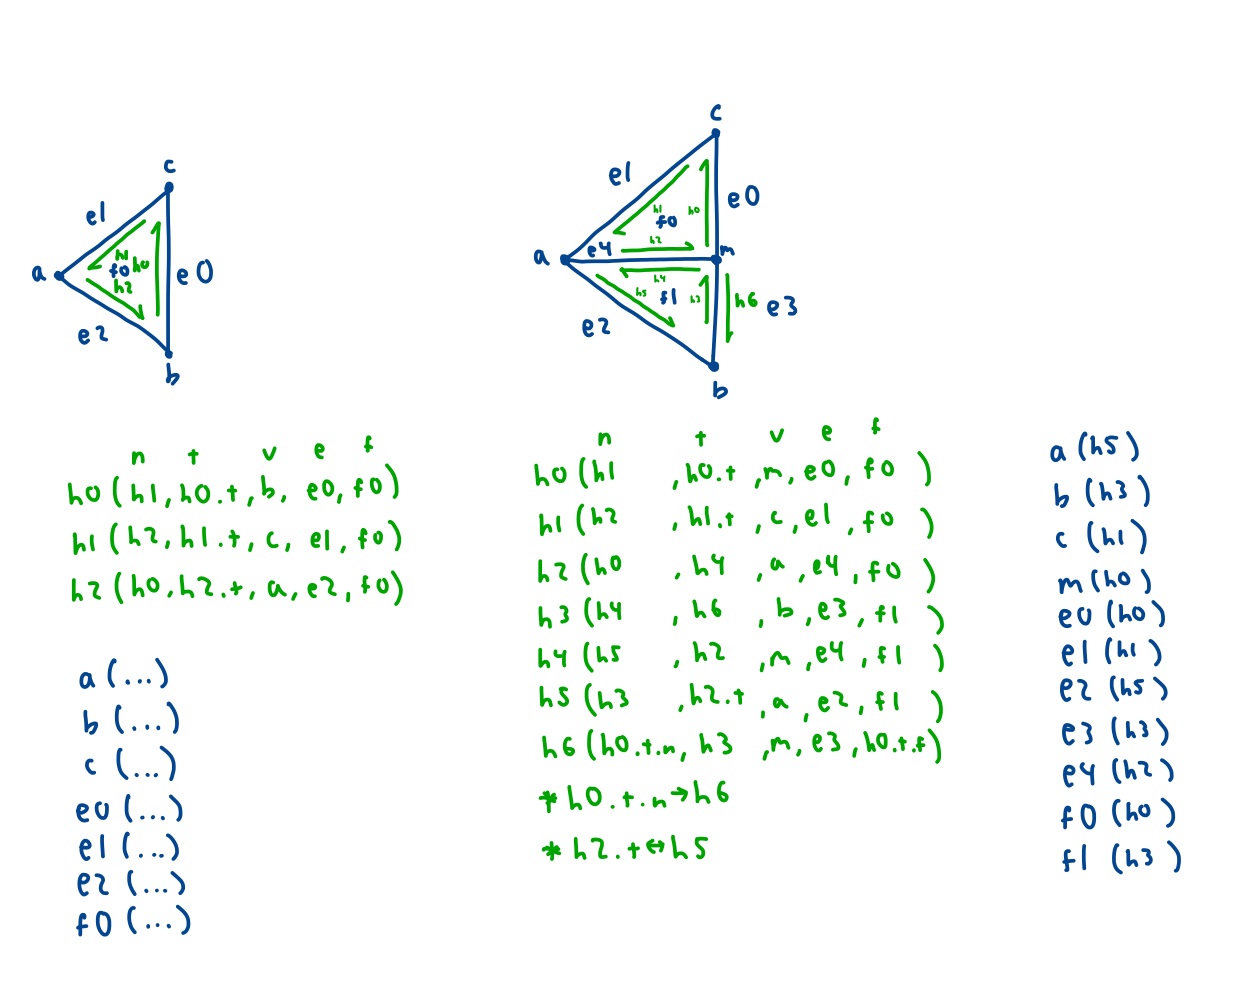 c
e1
a
h1
f0 h0
h2
e0
e2
b
c
e1
e0
h1
h0
f0
h2
a
e4
m
h4
h5
f1
h3
h6
e3
e2
b
n t v e f
h0 (h1, h0.t, b, e0, f0)
h1 (h2, h1.t, c, e1, f0)
h2 (h0, h2.t, a, e2, f0)
a (...)
b (...)
c (...)
e0 (...)
e1 (...)
e2 (...)
f0 (...)
n t v e f
h0 (h1, h0.t, m, e0, f0)
h1 (h2, h1.t, c, e1, f0)
h2 (h0, h4, a, e4, f0)
h3 (h4, h6, b, e3, f1)
h4 (h5, h2, m, e4, f1)
h5 (h3, h2.t, a, e2, f1)
h6 (h0.t.n, h3, m, e3, h0.t.f)
* h0.t.n→h6
* h2.t↔h5
a (h5)
b (h3)
c (h1)
m (h0)
e0 (h0)
e1 (h1)
e2 (h5)
e3 (h3)
e4 (h2)
f0 (h0)
f1 (h3)